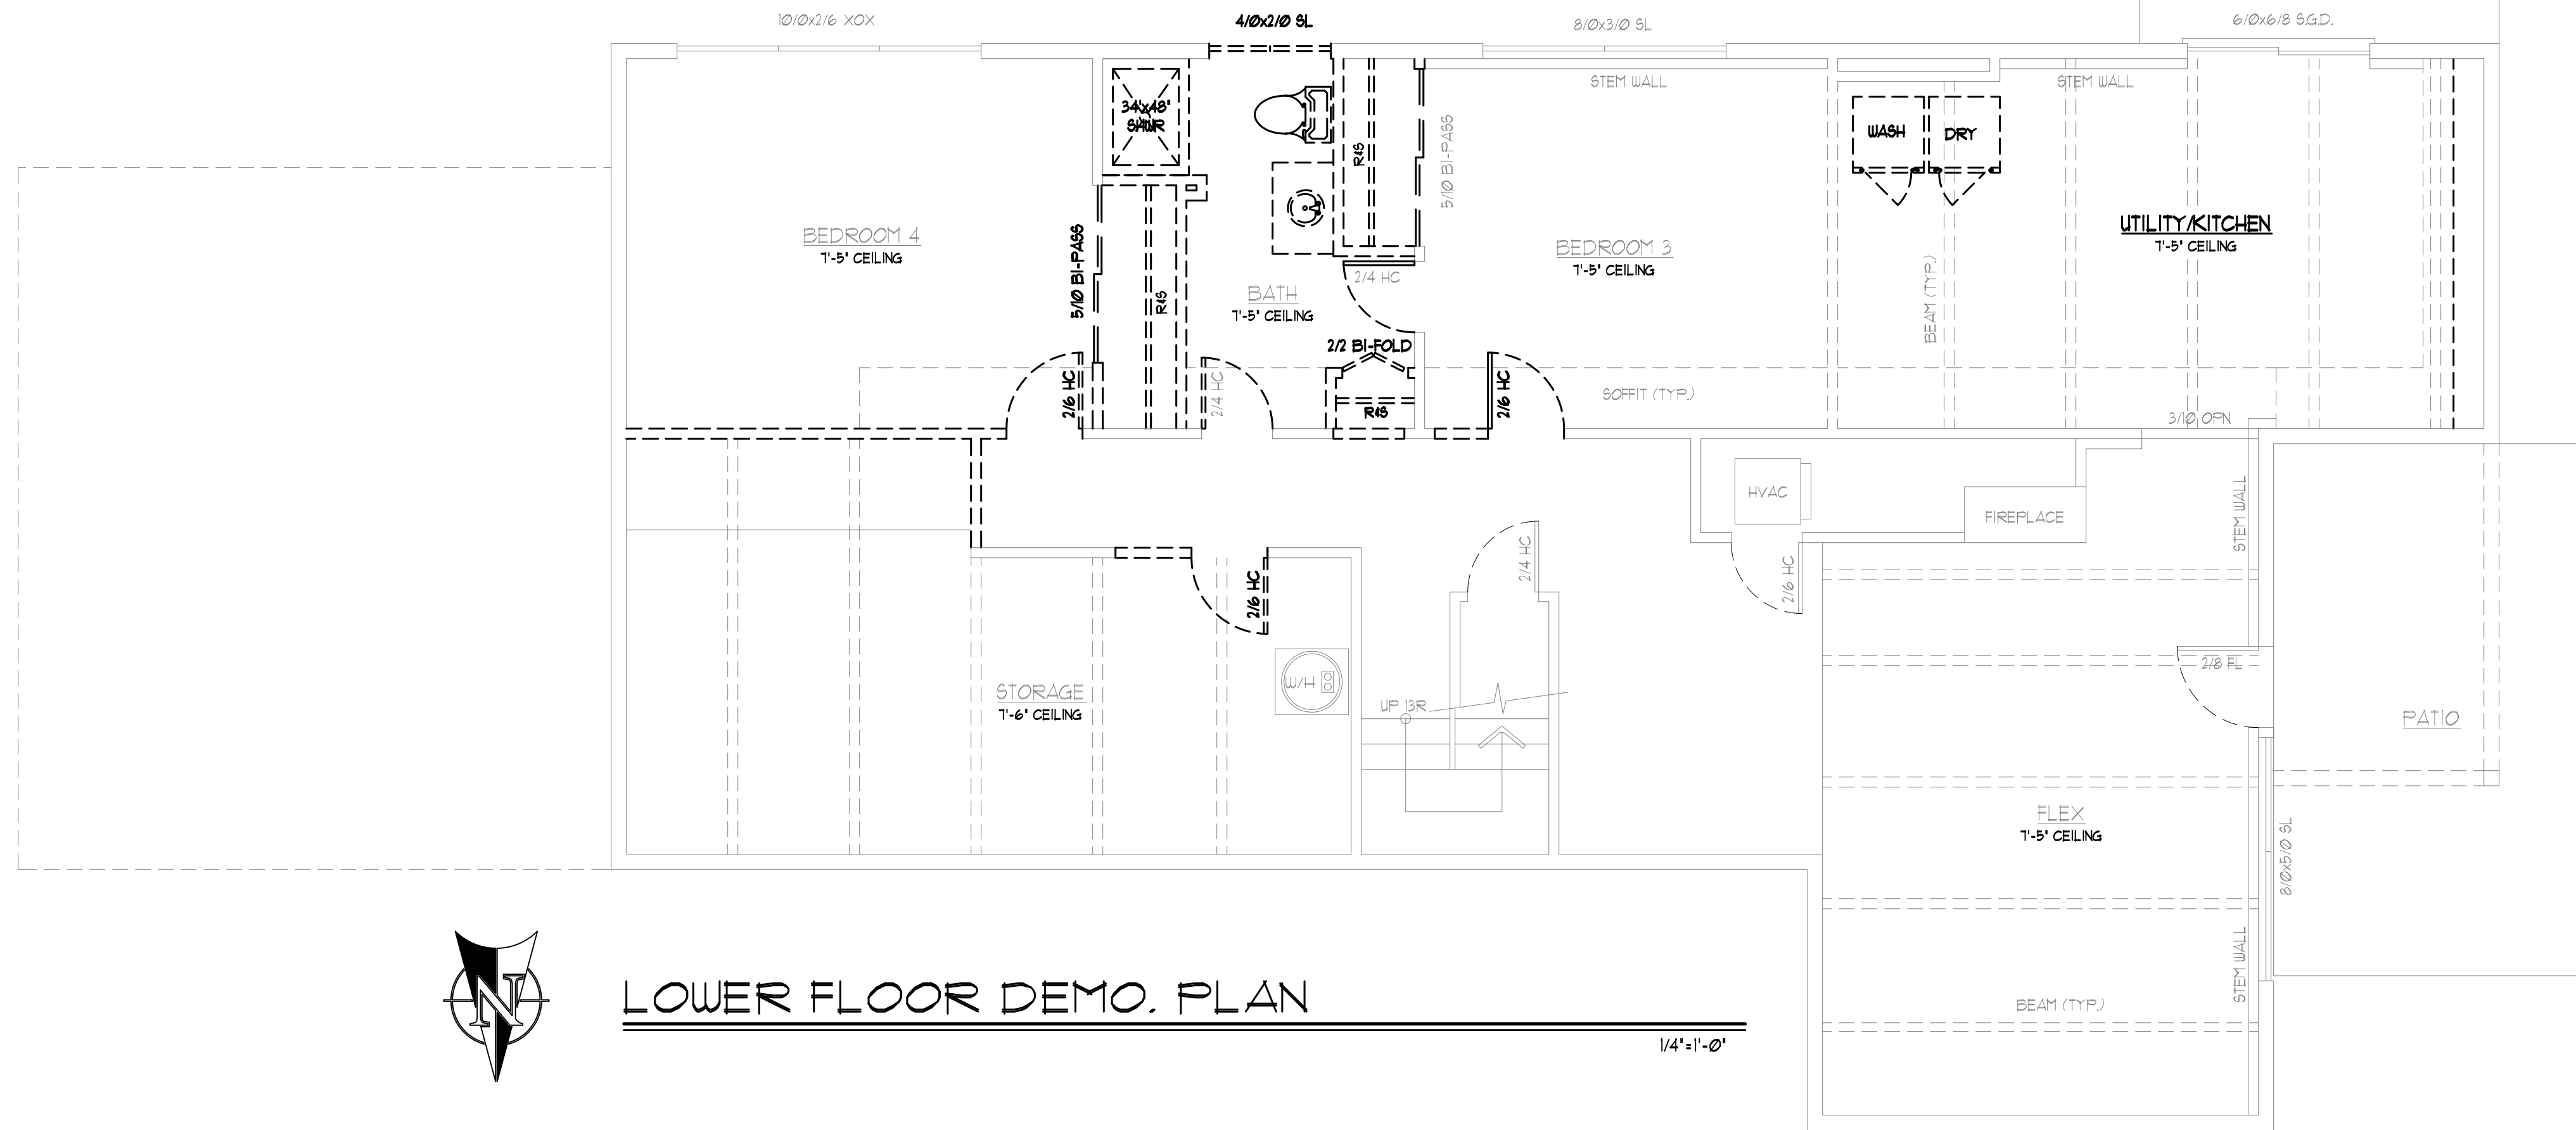 10/0x2/6 XOX
4/0x2/0 SL
8/0x3/0 SL
6/0x6/8 S.G.D.
34"x48"
SHWR
STEM WALL
STEM WALL
WASH
DRY
R&S
5/10 BI-PASS
BEDROOM 4
7'-5" CEILING
5/10 BI-PASS
R&S
BATH
7'-5" CEILING
2/4 HC
BEDROOM 3
7'-5" CEILING
BEAM (TYP.)
UTILITY/KITCHEN
7'-5" CEILING
2/2 BI-FOLD
2/6 HC
2/4 HC
R&S
2/6 HC
SOFFIT (TYP.)
3/10 OPN
HVAC
FIREPLACE
STEM WALL
2/4 HC
2/6 HC
2/6 HC
STORAGE
7'-6" CEILING
W/H
UP 13R
2/8 FL
PATIO
FLEX
7'-5" CEILING
8/0x5/0 SL
STEM WALL
BEAM (TYP.)
N
LOWER FLOOR DEMO. PLAN
1/4"=1'-0"